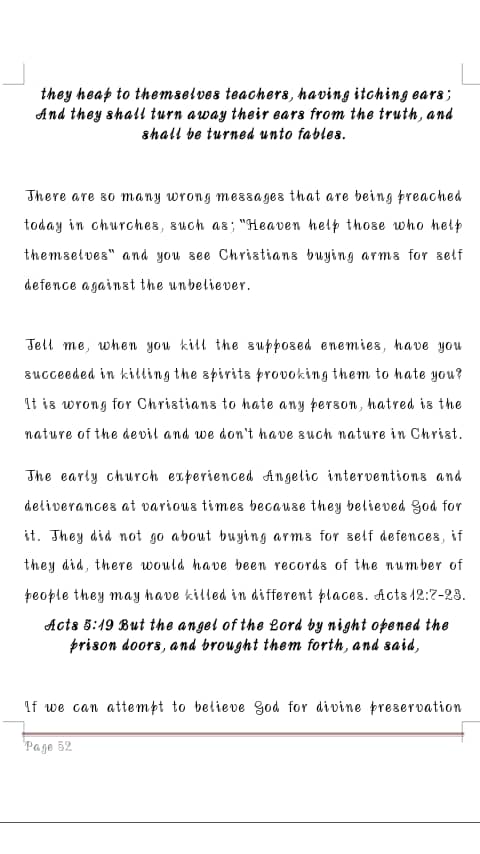 they heap to themselves teachers, having itching ears;
And they shall turn away their ears from the truth, and
shall be turned unto fables.
There are so many wrong messages that are being preached
today in churches, such as; "Heaven help those who help
themselves" and you see Christians buying arms for self
defence against the unbeliever.
Tell me, when you kill the supposed enemies, have you
succeeded in killing the spirits provoking them to hate you?
It is wrong for Christians to hate any person, hatred is the
nature of the devil and we don't have such nature in Christ.
The early church experienced Angelic interventions and
deliverances at various times because they believed God for
it. They did not go about buying arms for self defences, if
they did, there would have been records of the number of
people they may have killed in different places. Acts 12:7-23.
Acts 5:19 But the angel of the Lord by night opened the
prison doors, and brought them forth, and said,
If we can attempt to believe God for divine preservation
Page 52